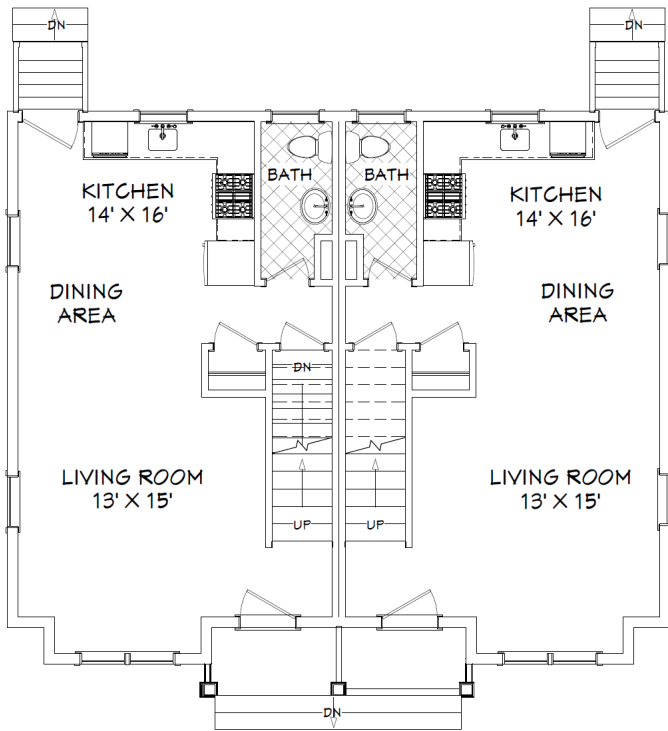 DN
DN
BATH
BATH
KITCHEN
14' X 16'
KITCHEN
14' X 16'
DINING
AREA
DINING
AREA
DN
LIVING ROOM
13' X 15'
LIVING ROOM
13' X 15'
UP
UP
DN